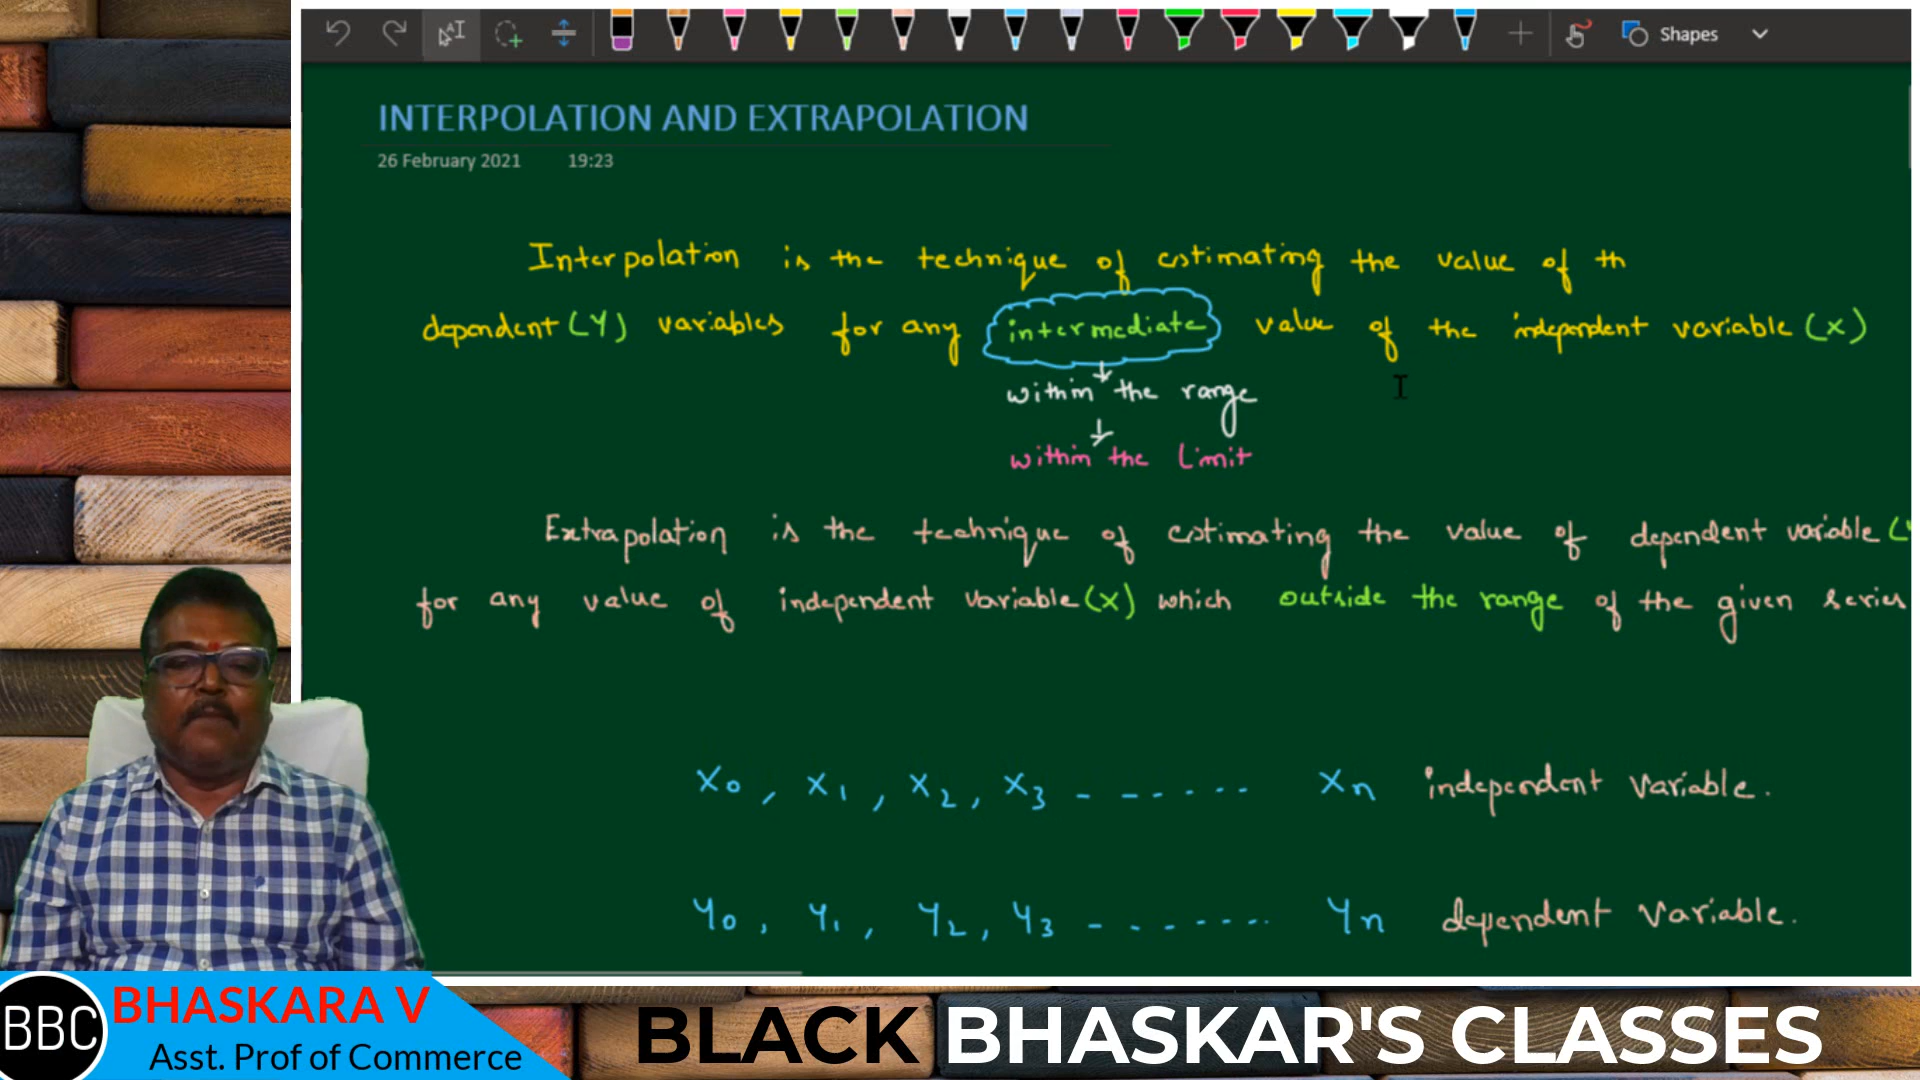 Shapes
INTERPOLATION AND EXTRAPOLATION
26 February 2021 19:23
Interpolation is the technique of estimating the value of th
dependent (Y) variables for any intermediate value of the independent variable (X)
within the range
within the Limit
Extrapolation is the technique of estimating the value of dependent variable (Y
for any value of independent variable (X) which outside the range of the given series
X0, X1, X2, X3 - - - - - - - Xn independent variable.
Y0, Y1, Y2, Y3 - - - - - - - Yn dependent variable.
BBC
BHASKARA V
Asst. Prof of Commerce
BLACK BHASKAR'S CLASSES